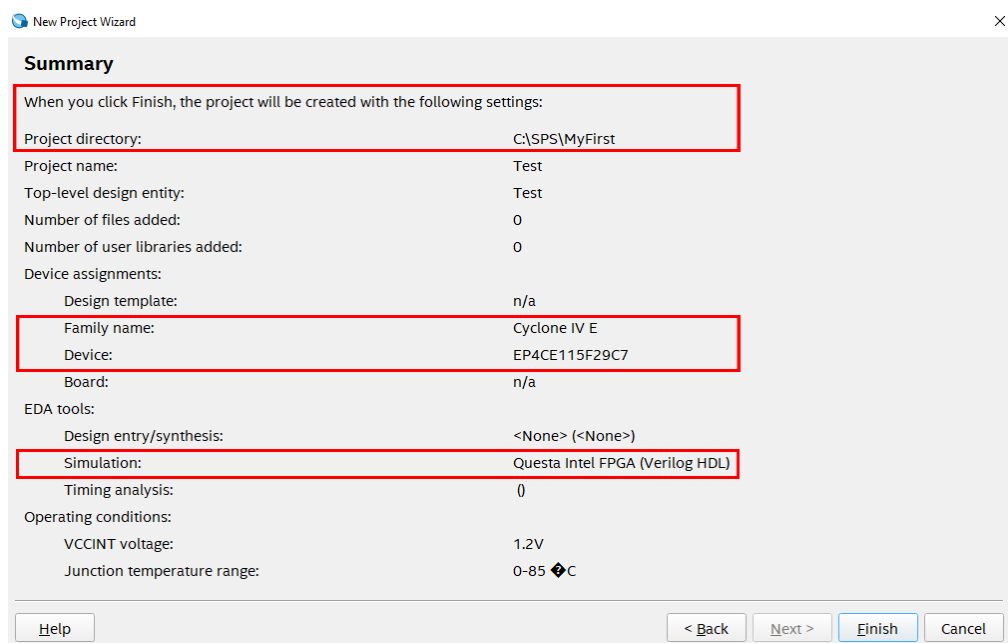 New Project Wizard
Summary
When you click Finish, the project will be created with the following settings:
Project directory: C:\SPS\MyFirst
Project name: Test
Top-level design entity: Test
Number of files added: 0
Number of user libraries added: 0
Device assignments:
Design template: n/a
Family name: Cyclone IV E
Device: EP4CE115F29C7
Board: n/a
EDA tools:
Design entry/synthesis: <None> (<None>)
Simulation: Questa Intel FPGA (Verilog HDL)
Timing analysis: ()
Operating conditions:
VCCINT voltage: 1.2V
Junction temperature range: 0-85 �C
Help < Back Next > Finish Cancel